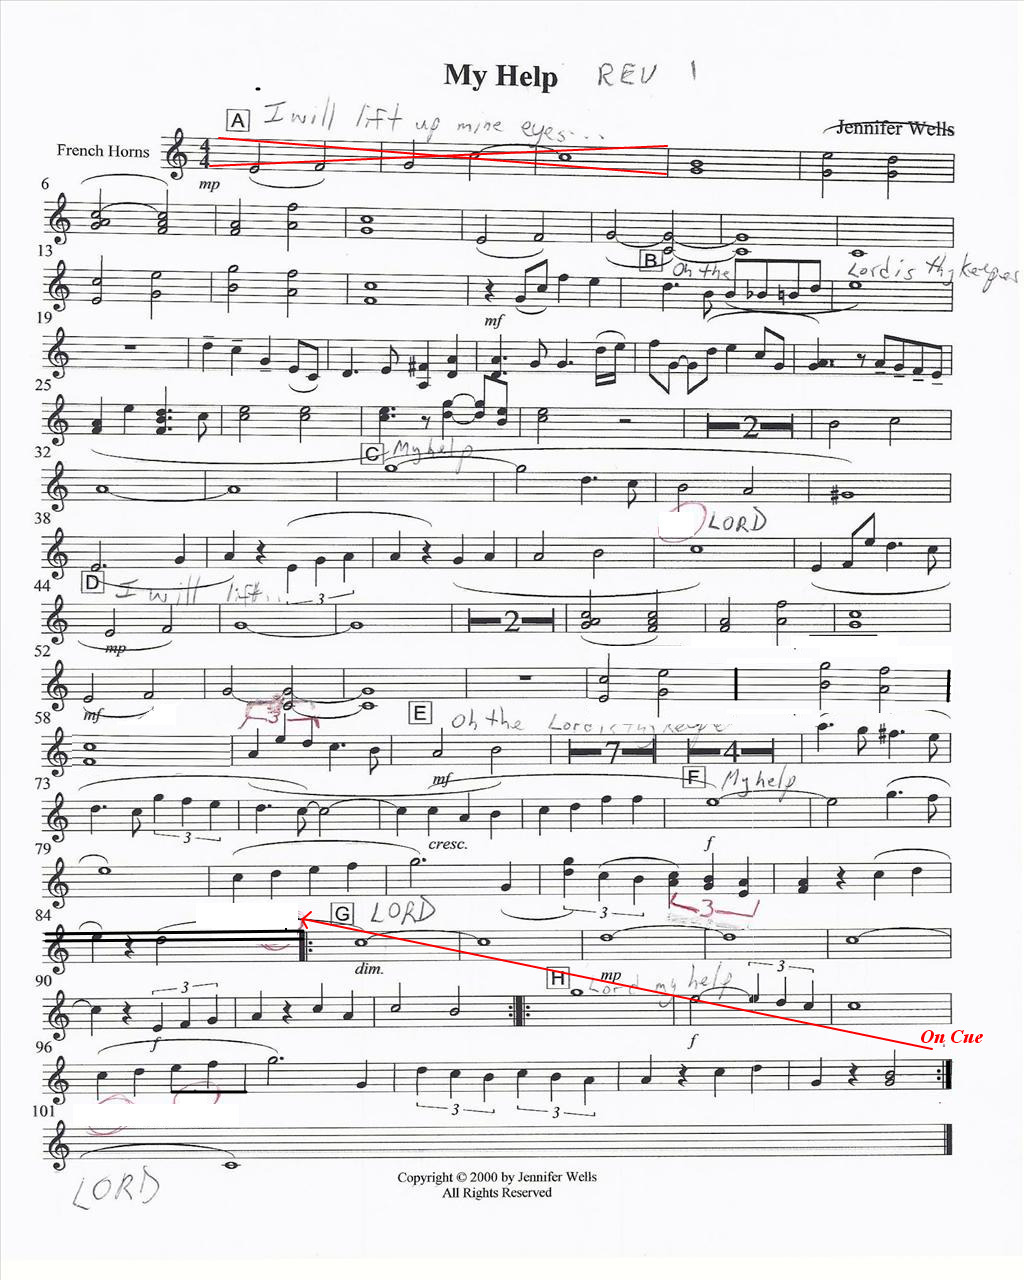 My Help REV 1
A I will lift up mine eyes...
Jennifer Wells
French Horns
mp
6
B Oh the Lord is thy keeper
13
mf
19
25
2
32
C My help
38
LORD
3
44
D I will lift...
2
mp
52
mf
3
58
E Oh the Lord is thy keepe
7 4
mf
73
F My help
3
cresc.
f
79
3 3
84
G LORD
dim.
mp
90
H Lord my help
3 3
f
f
On Cue
96
3 3
101
LORD
Copyright © 2000 by Jennifer Wells
All Rights Reserved